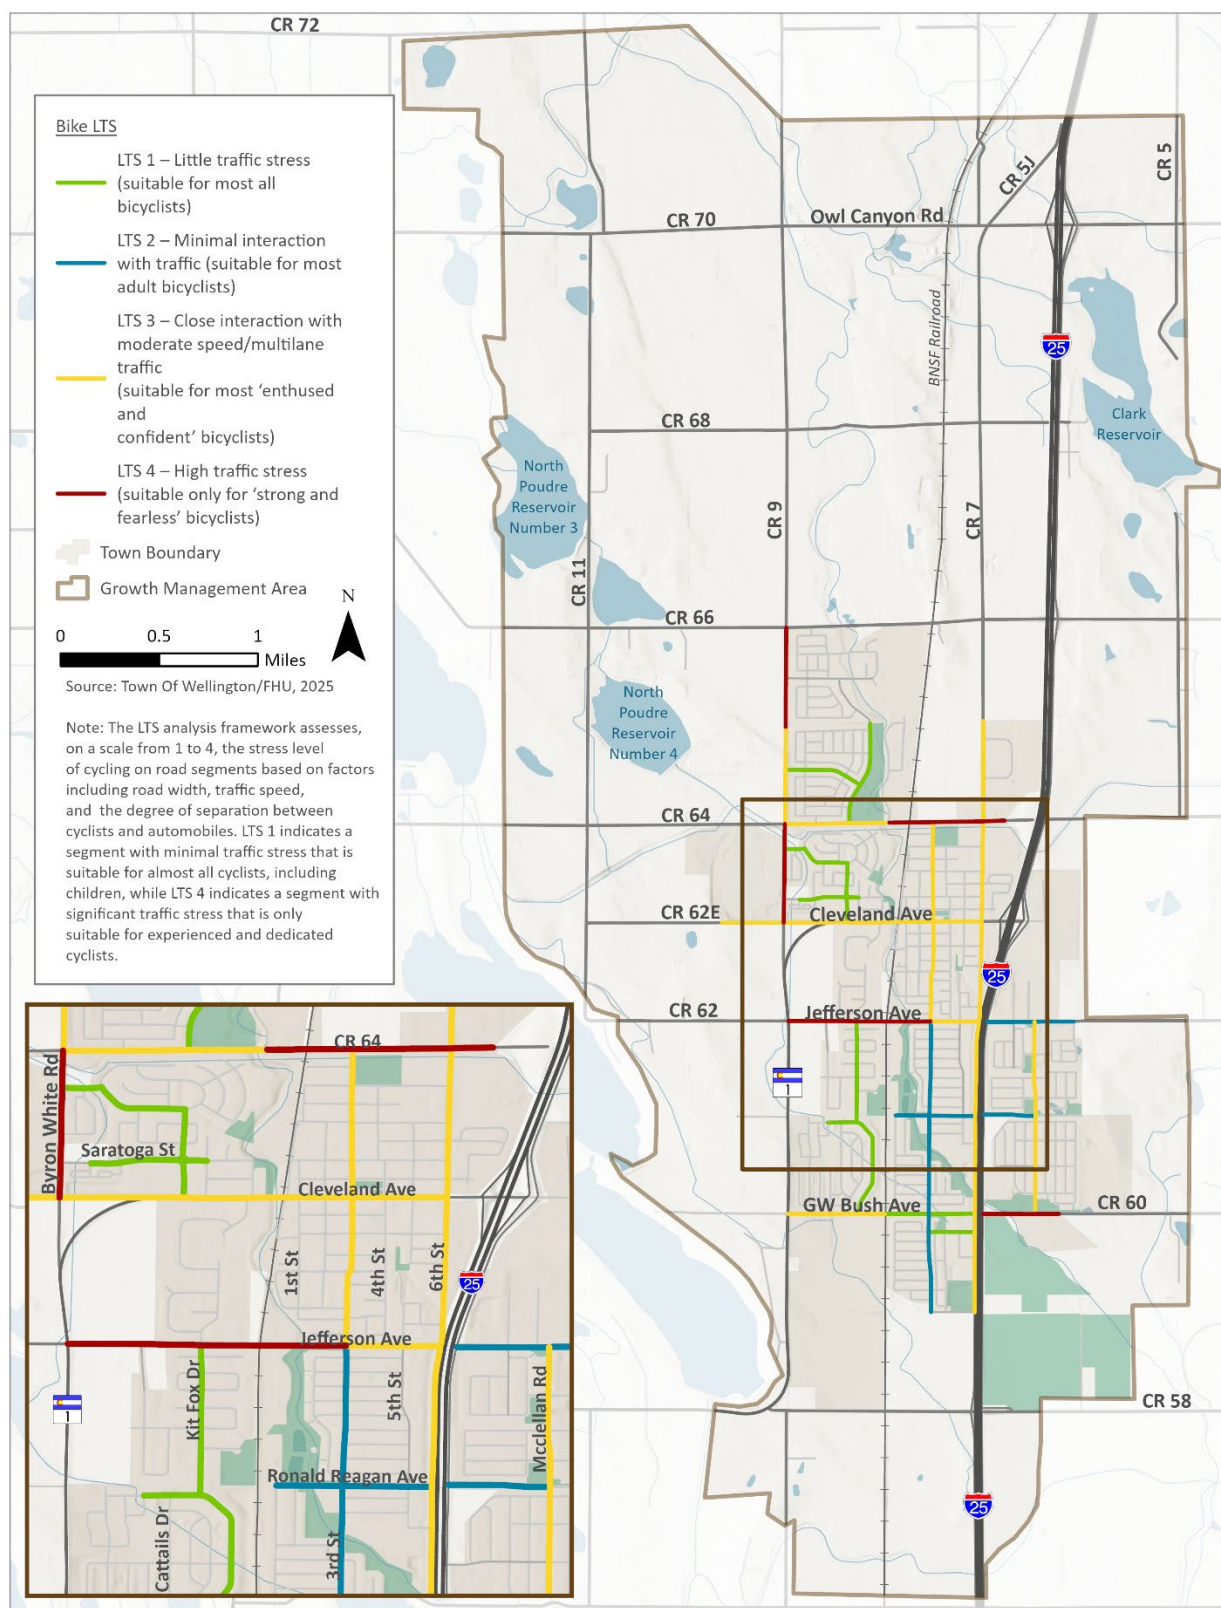 CR 72
Bike LTS
LTS 1 – Little traffic stress
(suitable for most all
bicyclists)
LTS 2 – Minimal interaction
with traffic (suitable for most
adult bicyclists)
LTS 3 – Close interaction with
moderate speed/multilane
traffic
(suitable for most ‘enthused
and
confident’ bicyclists)
LTS 4 – High traffic stress
(suitable only for ‘strong and
fearless’ bicyclists)
Town Boundary
Growth Management Area
N
0 0.5 1
Miles
Source: Town Of Wellington/FHU, 2025
Note: The LTS analysis framework assesses,
on a scale from 1 to 4, the stress level
of cycling on road segments based on factors
including road width, traffic speed,
and the degree of separation between
cyclists and automobiles. LTS 1 indicates a
segment with minimal traffic stress that is
suitable for almost all cyclists, including
children, while LTS 4 indicates a segment with
significant traffic stress that is only
suitable for experienced and dedicated
cyclists.
CR 5J
CR 5
CR 70
Owl Canyon Rd
BNSF Railroad
25
Clark
Reservoir
CR 68
North
Poudre
Reservoir
Number 3
CR 9
CR 7
CR 11
CR 66
North
Poudre
Reservoir
Number 4
CR 64
CR 62E
Cleveland Ave
25
CR 62
Jefferson Ave
1
GW Bush Ave
CR 60
CR 58
25
CR 64
Byron White Rd
Saratoga St
Cleveland Ave
1st St
4th St
6th St
25
Jefferson Ave
Kit Fox Dr
5th St
Mcclellan Rd
1
Ronald Reagan Ave
Cattails Dr
3rd St